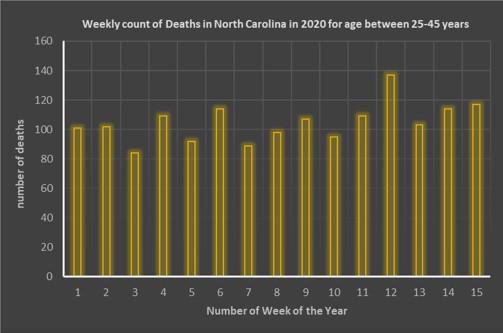 Weekly count of Deaths in North Carolina in 2020 for age between 25-45 years
160
140
120
100
80
60
40
20
0
number of deaths
1 2 3 4 5 6 7 8 9 10 11 12 13 14 15
Number of Week of the Year